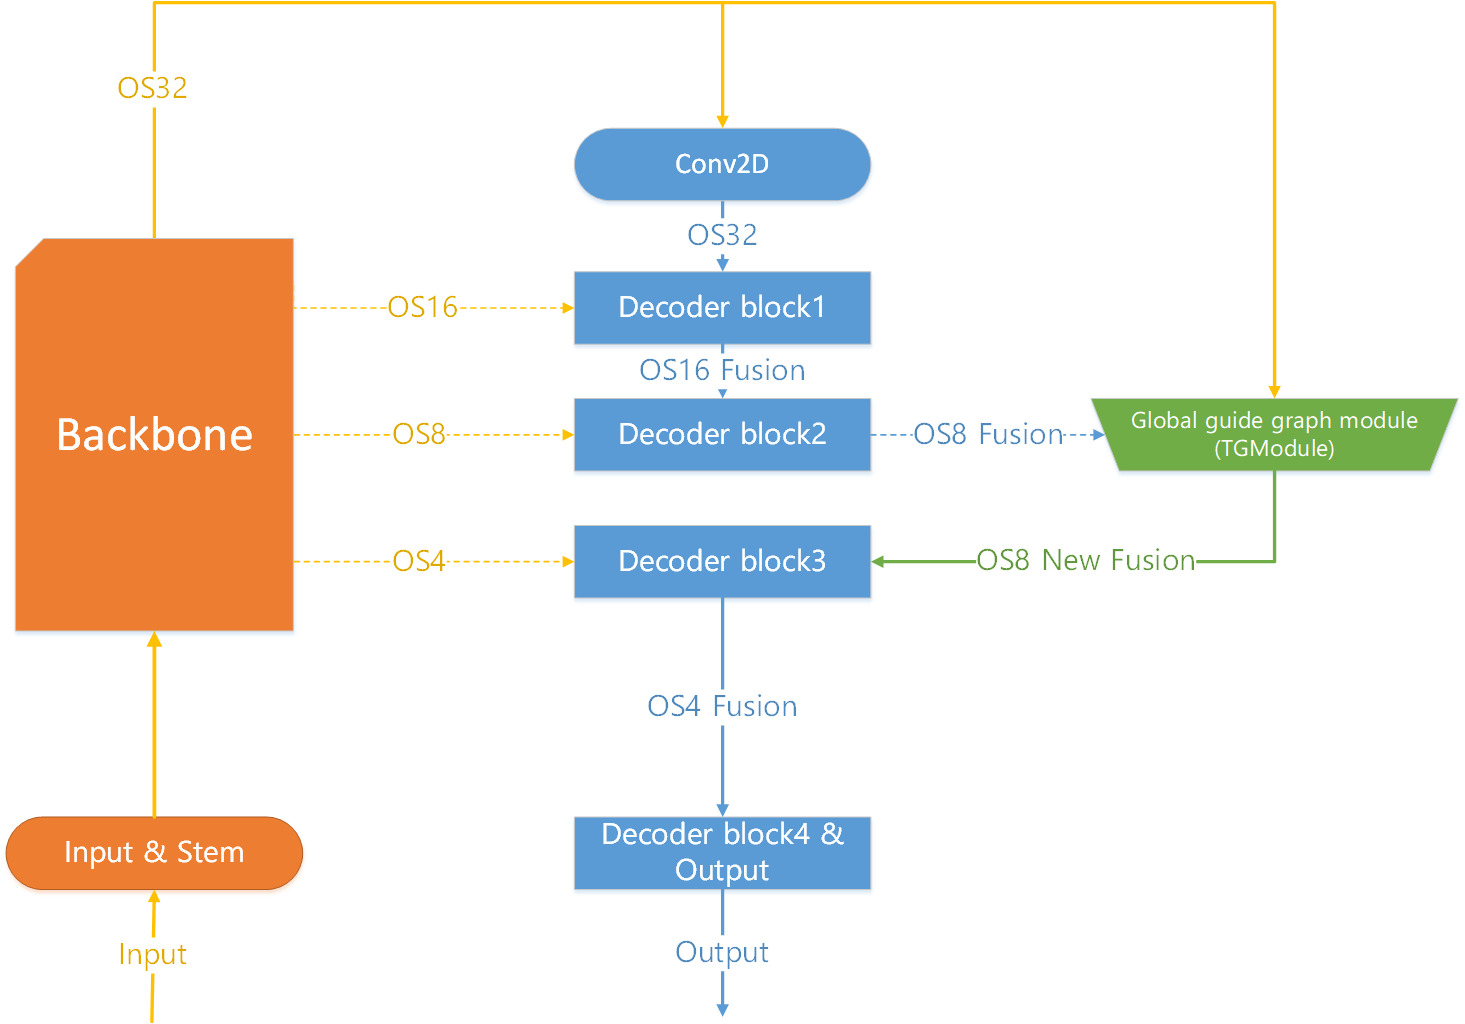 OS32
Conv2D
OS32
OS16
Decoder block1
OS16 Fusion
Backbone
OS8
Decoder block2
OS8 Fusion
Global guide graph module
(TGModule)
OS4
Decoder block3
OS8 New Fusion
OS4 Fusion
Input & Stem
Decoder block4 &
Output
Input
Output